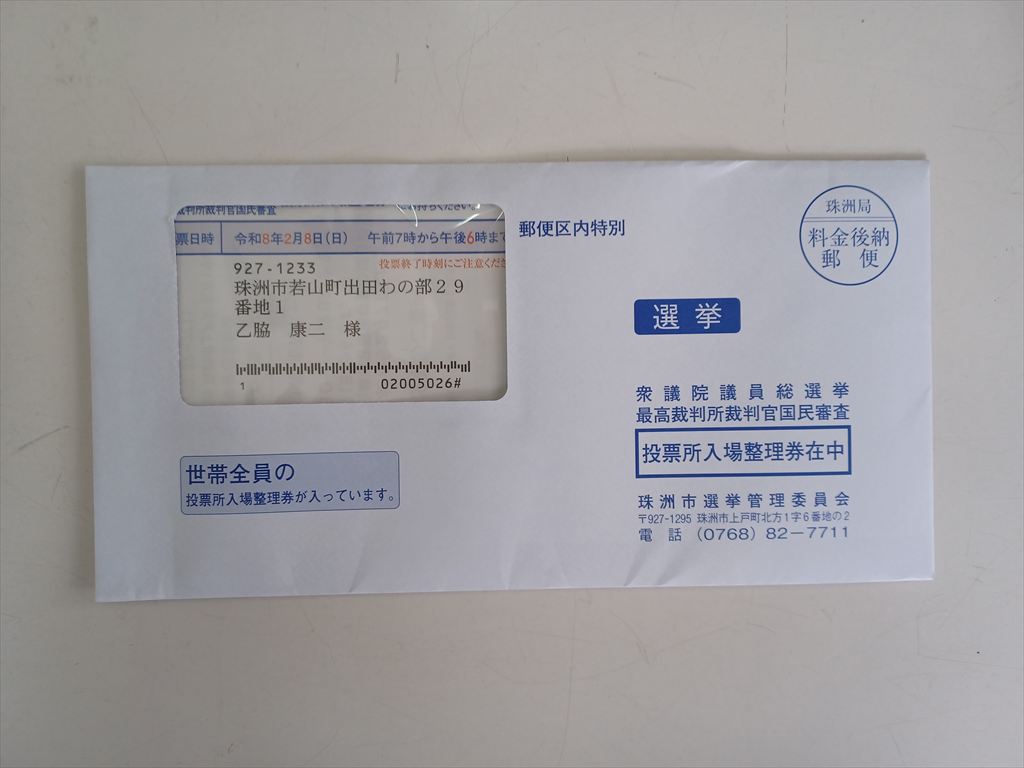 裁判所裁判官国民審査
票日時 令和8年2月8日(日) 午前7時から午後6時まで
投票終了時刻にご注意くださ
927-1233
珠洲市若山町出田わの部29
番地1
乙脇 康二 様
1 02005026#
郵便区内特別
珠洲局
料金後納
郵便
選挙
衆議院議員総選挙
最高裁判所裁判官国民審査
投票所入場整理券在中
世帯全員の
投票所入場整理券が入っています。
珠洲市選挙管理委員会
〒927-1295 珠洲市上戸町北方1字6番地の2
電話 (0768) 82-7711